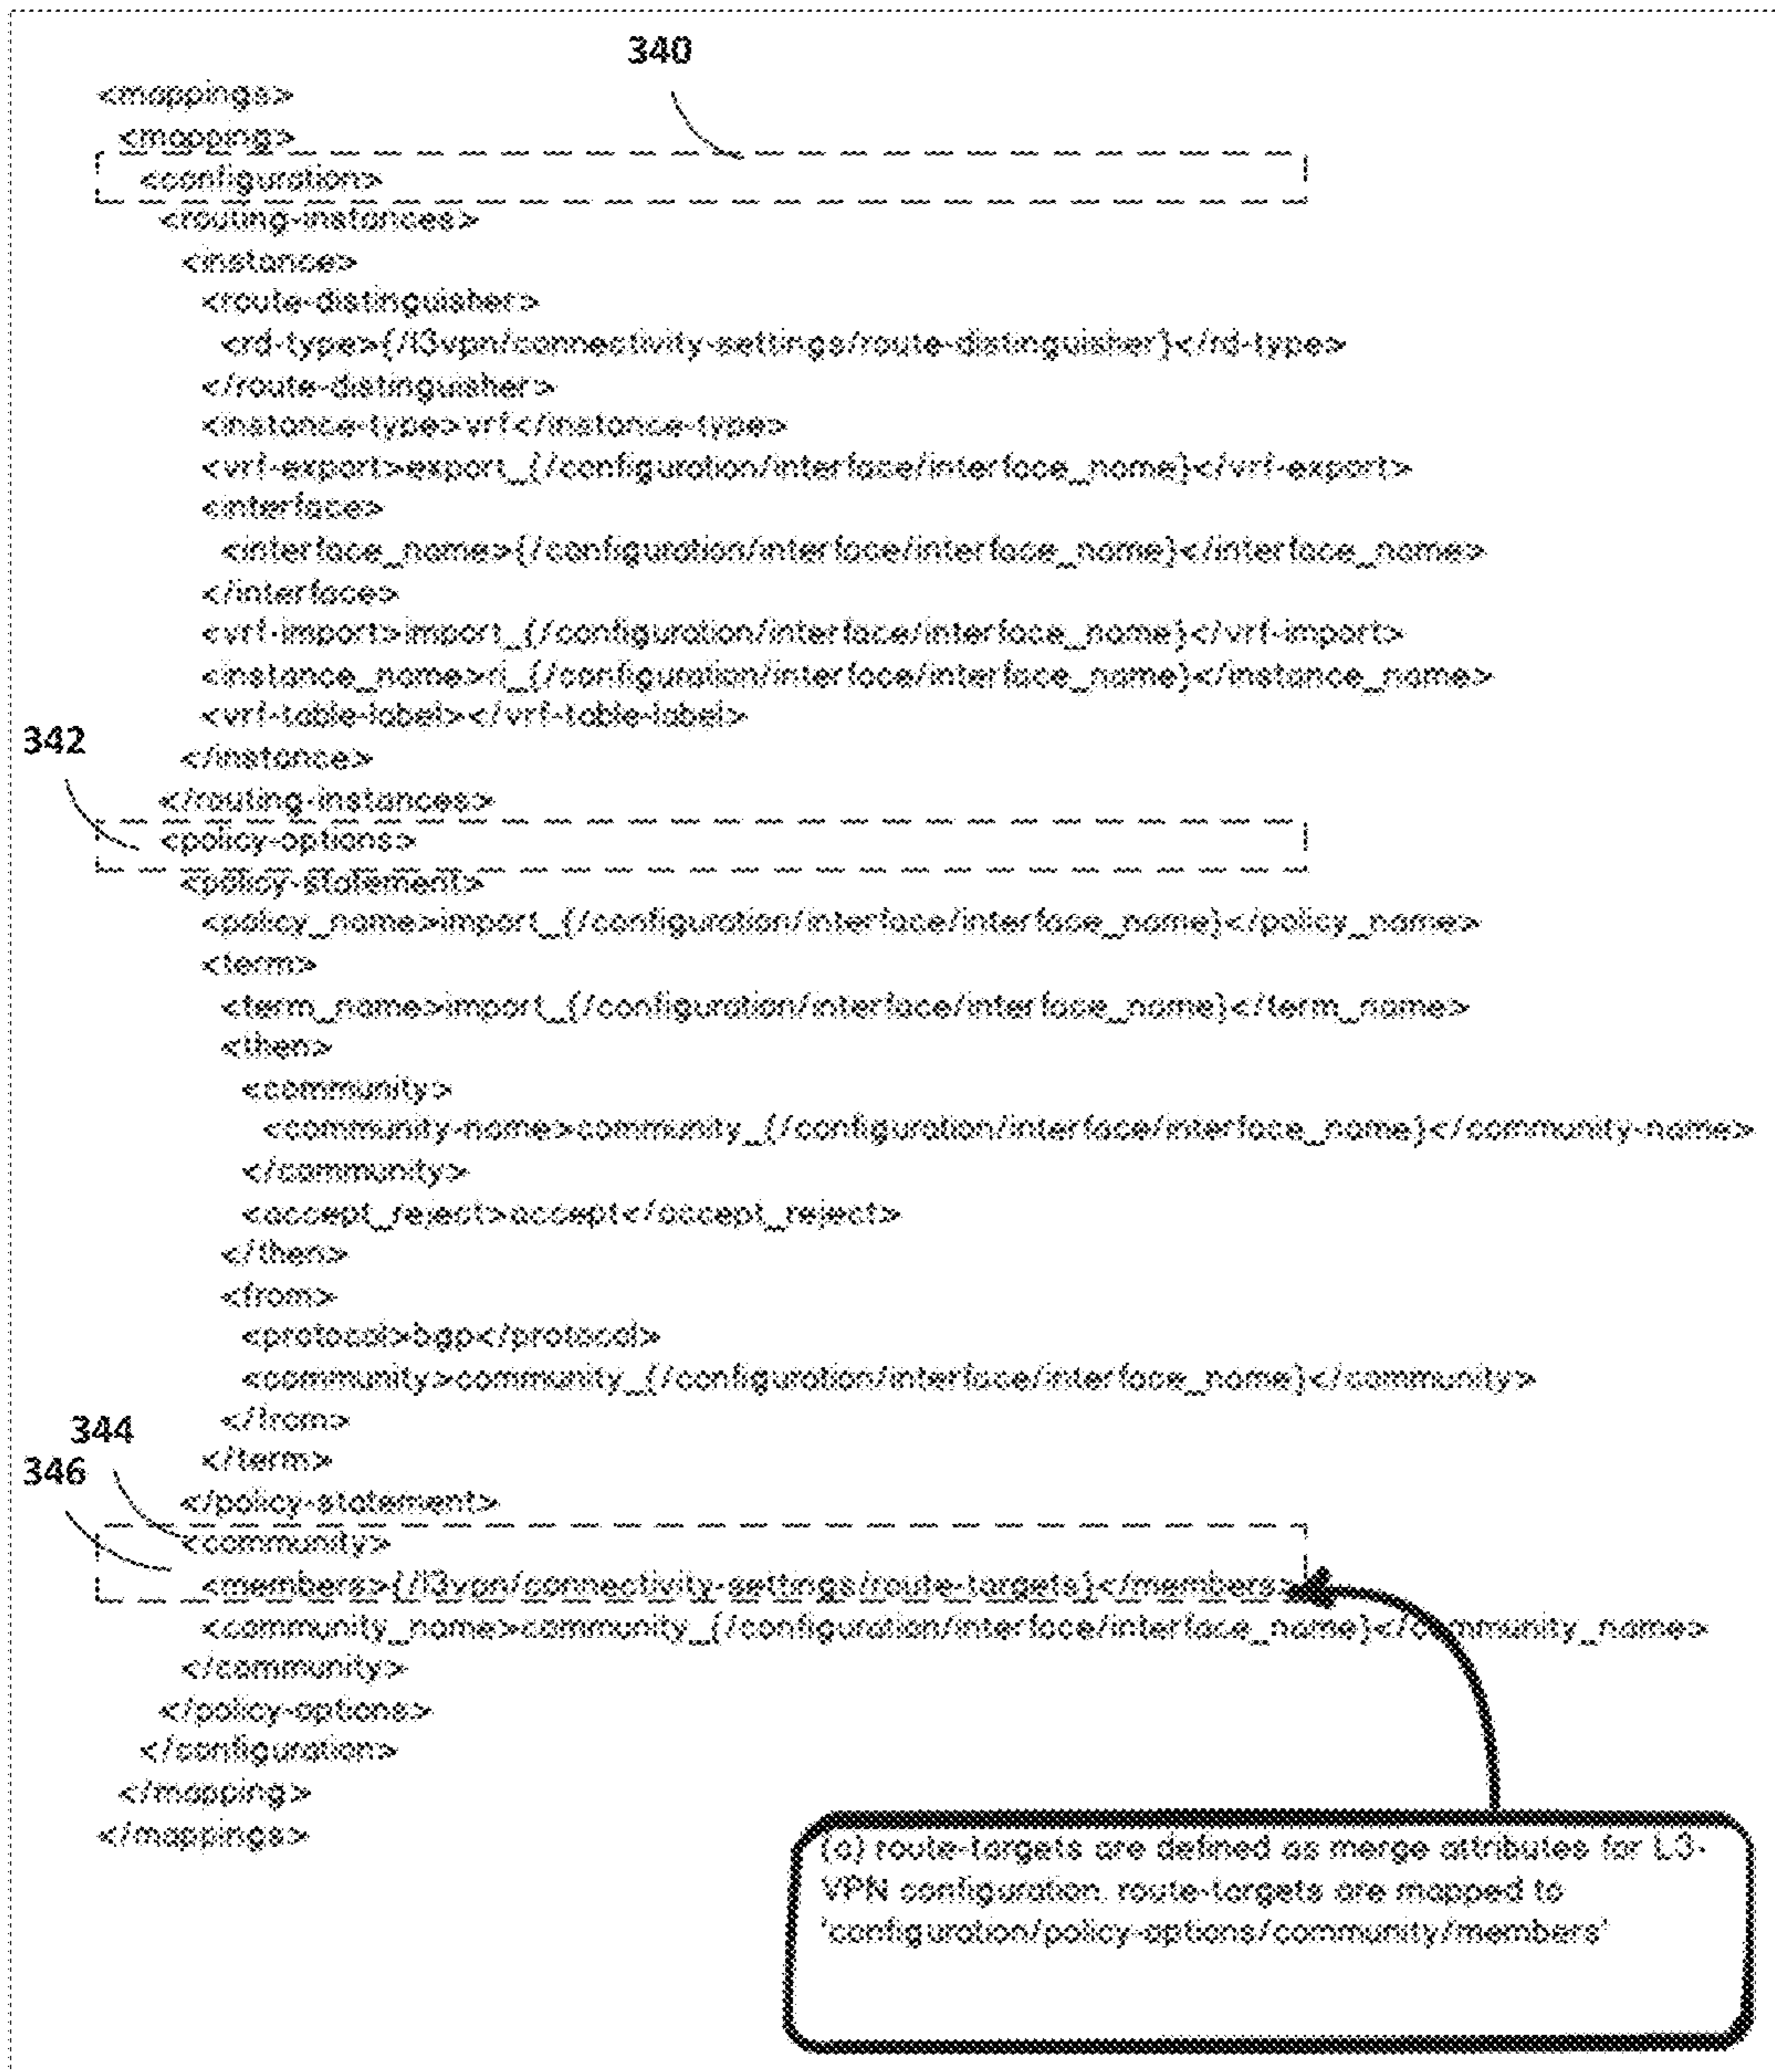 340
<mappings>
<mapping>
<configuration>
<routing-instances>
<instance>
<route-distinguisher>
<rd-type>{/l3vpn/connectivity-settings/route-distinguisher}</rd-type>
</route-distinguisher>
<instance-type>vrf</instance-type>
<vrf-export>export_{/configuration/interface/interface_name}</vrf-export>
<interface>
<interface_name>{/configuration/interface/interface_name}</interface_name>
</interface>
<vrf-import>import_{/configuration/interface/interface_name}</vrf-import>
<instance_name>ri_{/configuration/interface/interface_name}</instance_name>
<vrf-table-label></vrf-table-label>
342
</instance>
</routing-instances>
<policy-options>
<policy-statement>
<policy_name>import_{/configuration/interface/interface_name}</policy_name>
<term>
<term_name>import_{/configuration/interface/interface_name}</term_name>
<then>
<community>
<community-name>community_{/configuration/interface/interface_name}</community-name>
</community>
<accept_reject>accept</accept_reject>
</then>
<from>
<protocol>bgp</protocol>
<community>community_{/configuration/interface/interface_name}</community>
</from>
344
</term>
346
</policy-statement>
<community>
<members>{/l3vpn/connectivity-settings/route-targets}</members>
<community_name>community_{/configuration/interface/interface_name}</community_name>
</community>
</policy-options>
</configuration>
</mapping>
</mappings>
(a) route-targets are defined as merge attributes for L3-
VPN configuration. route-targets are mapped to
'configuration/policy-options/community/members'